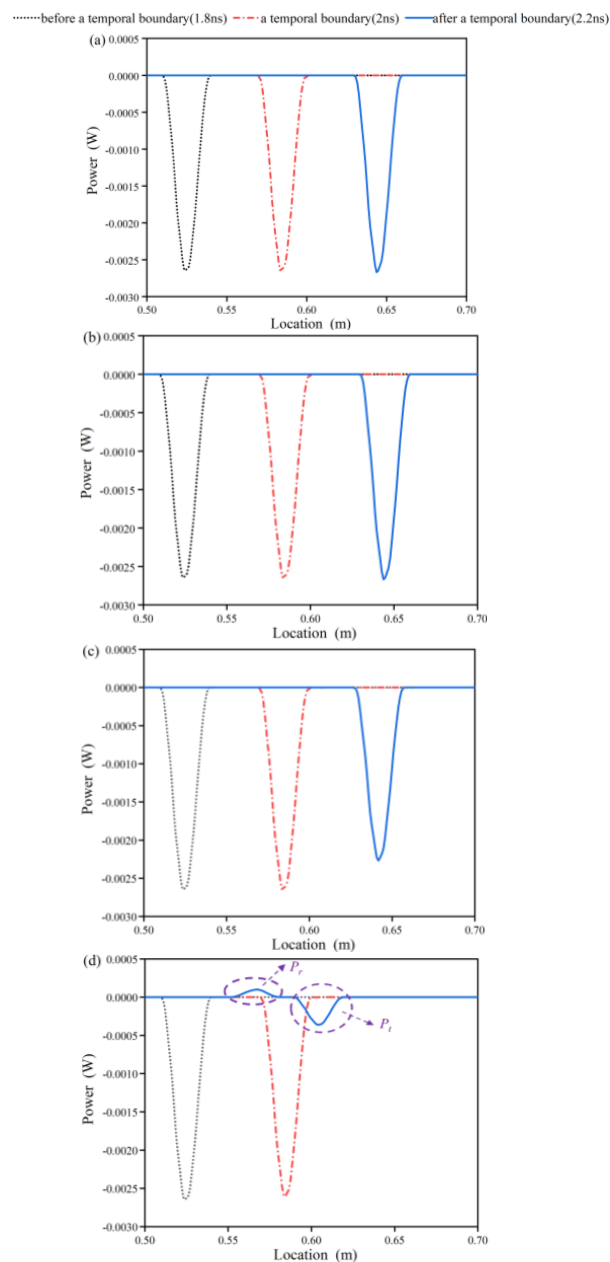 before a temporal boundary(1.8ns) a temporal boundary(2ns) after a temporal boundary(2.2ns)
(a)
0.0005
0.0000
-0.0005
-0.0010
-0.0015
-0.0020
-0.0025
-0.0030
Power (W)
0.50 0.55 0.60 0.65 0.70
Location (m)
(b)
0.0005
0.0000
-0.0005
-0.0010
-0.0015
-0.0020
-0.0025
-0.0030
Power (W)
0.50 0.55 0.60 0.65 0.70
Location (m)
(c)
0.0005
0.0000
-0.0005
-0.0010
-0.0015
-0.0020
-0.0025
-0.0030
Power (W)
0.50 0.55 0.60 0.65 0.70
Location (m)
(d)
0.0005
0.0000
-0.0005
-0.0010
-0.0015
-0.0020
-0.0025
-0.0030
Power (W)
Pr
Pt
0.50 0.55 0.60 0.65 0.70
Location (m)